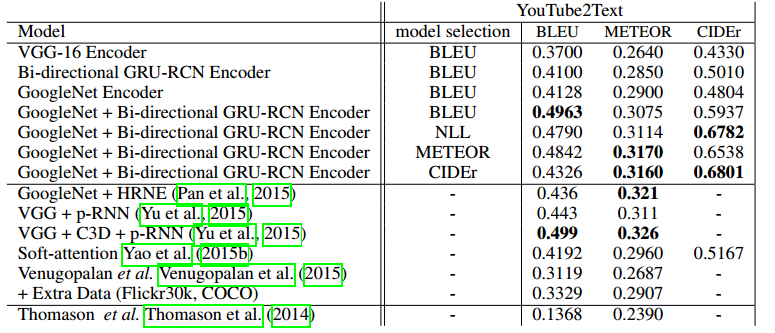 YouTube2Text
Model model selection BLEU METEOR CIDEr
VGG-16 Encoder BLEU 0.3700 0.2640 0.4330
Bi-directional GRU-RCN Encoder BLEU 0.4100 0.2850 0.5010
GoogleNet Encoder BLEU 0.4128 0.2900 0.4804
GoogleNet + Bi-directional GRU-RCN Encoder BLEU 0.4963 0.3075 0.5937
GoogleNet + Bi-directional GRU-RCN Encoder NLL 0.4790 0.3114 0.6782
GoogleNet + Bi-directional GRU-RCN Encoder METEOR 0.4842 0.3170 0.6538
GoogleNet + Bi-directional GRU-RCN Encoder CIDEr 0.4326 0.3160 0.6801
GoogleNet + HRNE (Pan et al., 2015) - 0.436 0.321 -
VGG + p-RNN (Yu et al., 2015) - 0.443 0.311 -
VGG + C3D + p-RNN (Yu et al., 2015) - 0.499 0.326 -
Soft-attention Yao et al. (2015b) - 0.4192 0.2960 0.5167
Venugopalan et al. Venugopalan et al. (2015) - 0.3119 0.2687 -
+ Extra Data (Flickr30k, COCO) - 0.3329 0.2907 -
Thomason et al. Thomason et al. (2014) - 0.1368 0.2390 -